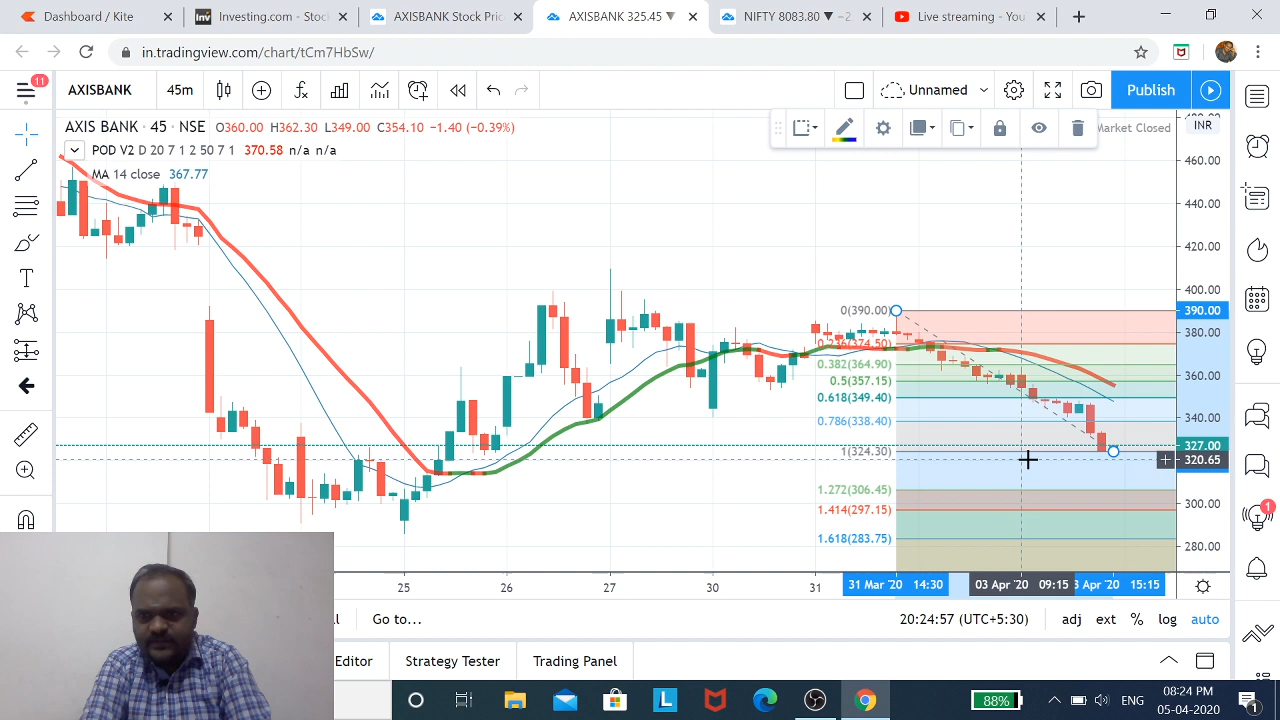 Dashboard / Kite
Investing.com - Stoc
AXISBANK Stock Pric
AXISBANK 325.45 ▼
NIFTY 8083.80 ▼ −2
Live streaming - You
in.tradingview.com/chart/tCm7HbSw/
11
AXISBANK
45m
Unnamed
Publish
AXIS BANK · 45 · NSE O360.00 H362.30 L349.00 C354.10 −1.40 (−0.39%)
Market Closed
INR
POD V2 D 20 7 1 2 50 7 1 370.58 n/a n/a
MA 14 close 367.77
460.00
440.00
420.00
400.00
390.00
380.00
360.00
340.00
327.00
320.65
300.00
280.00
0(390.00)
0.236(374.50)
0.382(364.90)
0.5(357.15)
0.618(349.40)
0.786(338.40)
1(324.30)
1.272(306.45)
1.414(297.15)
1.618(283.75)
1
25
26
27
30
31
31 Mar '20 14:30
03 Apr '20 09:15
3 Apr '20 15:15
Go to...
20:24:57 (UTC+5:30)
adj
ext
%
log
auto
Editor
Strategy Tester
Trading Panel
L
88%
ENG
08:24 PM
05-04-2020
1